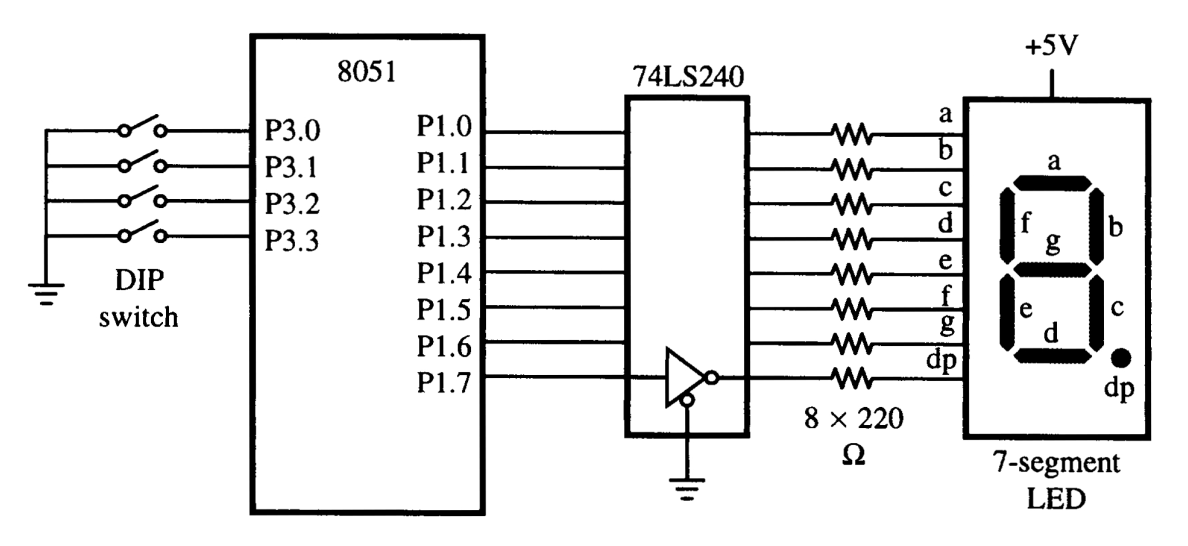 8051
P3.0
P3.1
P3.2
P3.3
DIP
switch
P1.0
P1.1
P1.2
P1.3
P1.4
P1.5
P1.6
P1.7
74LS240
8 × 220
Ω
a
b
c
d
e
f
g
dp
+5V
a
f
b
g
e
c
d
dp
7-segment
LED